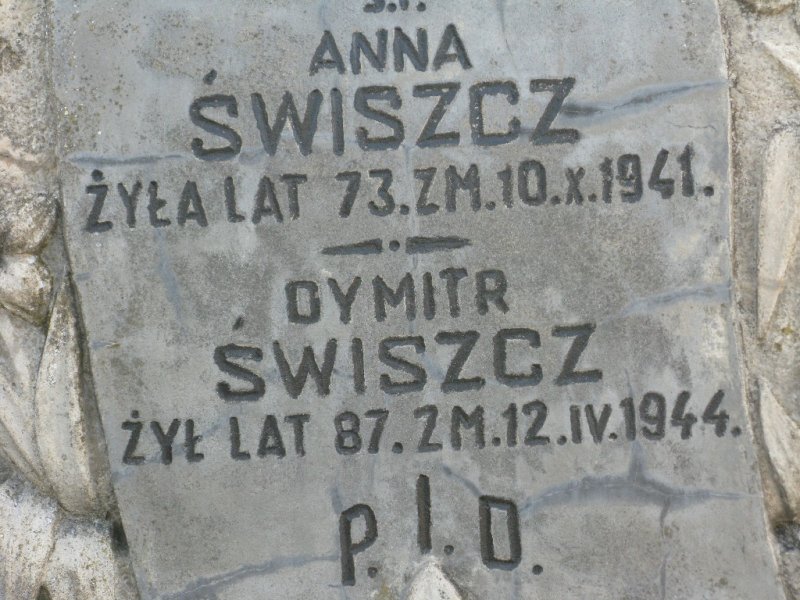 Ś.P.
ANNA
ŚWISZCZ
ŻYŁA LAT 73. ZM. 10. X. 1941.
DYMITR
ŚWISZCZ
ŻYŁ LAT 87. ZM. 12. IV. 1944.
P. I. D.